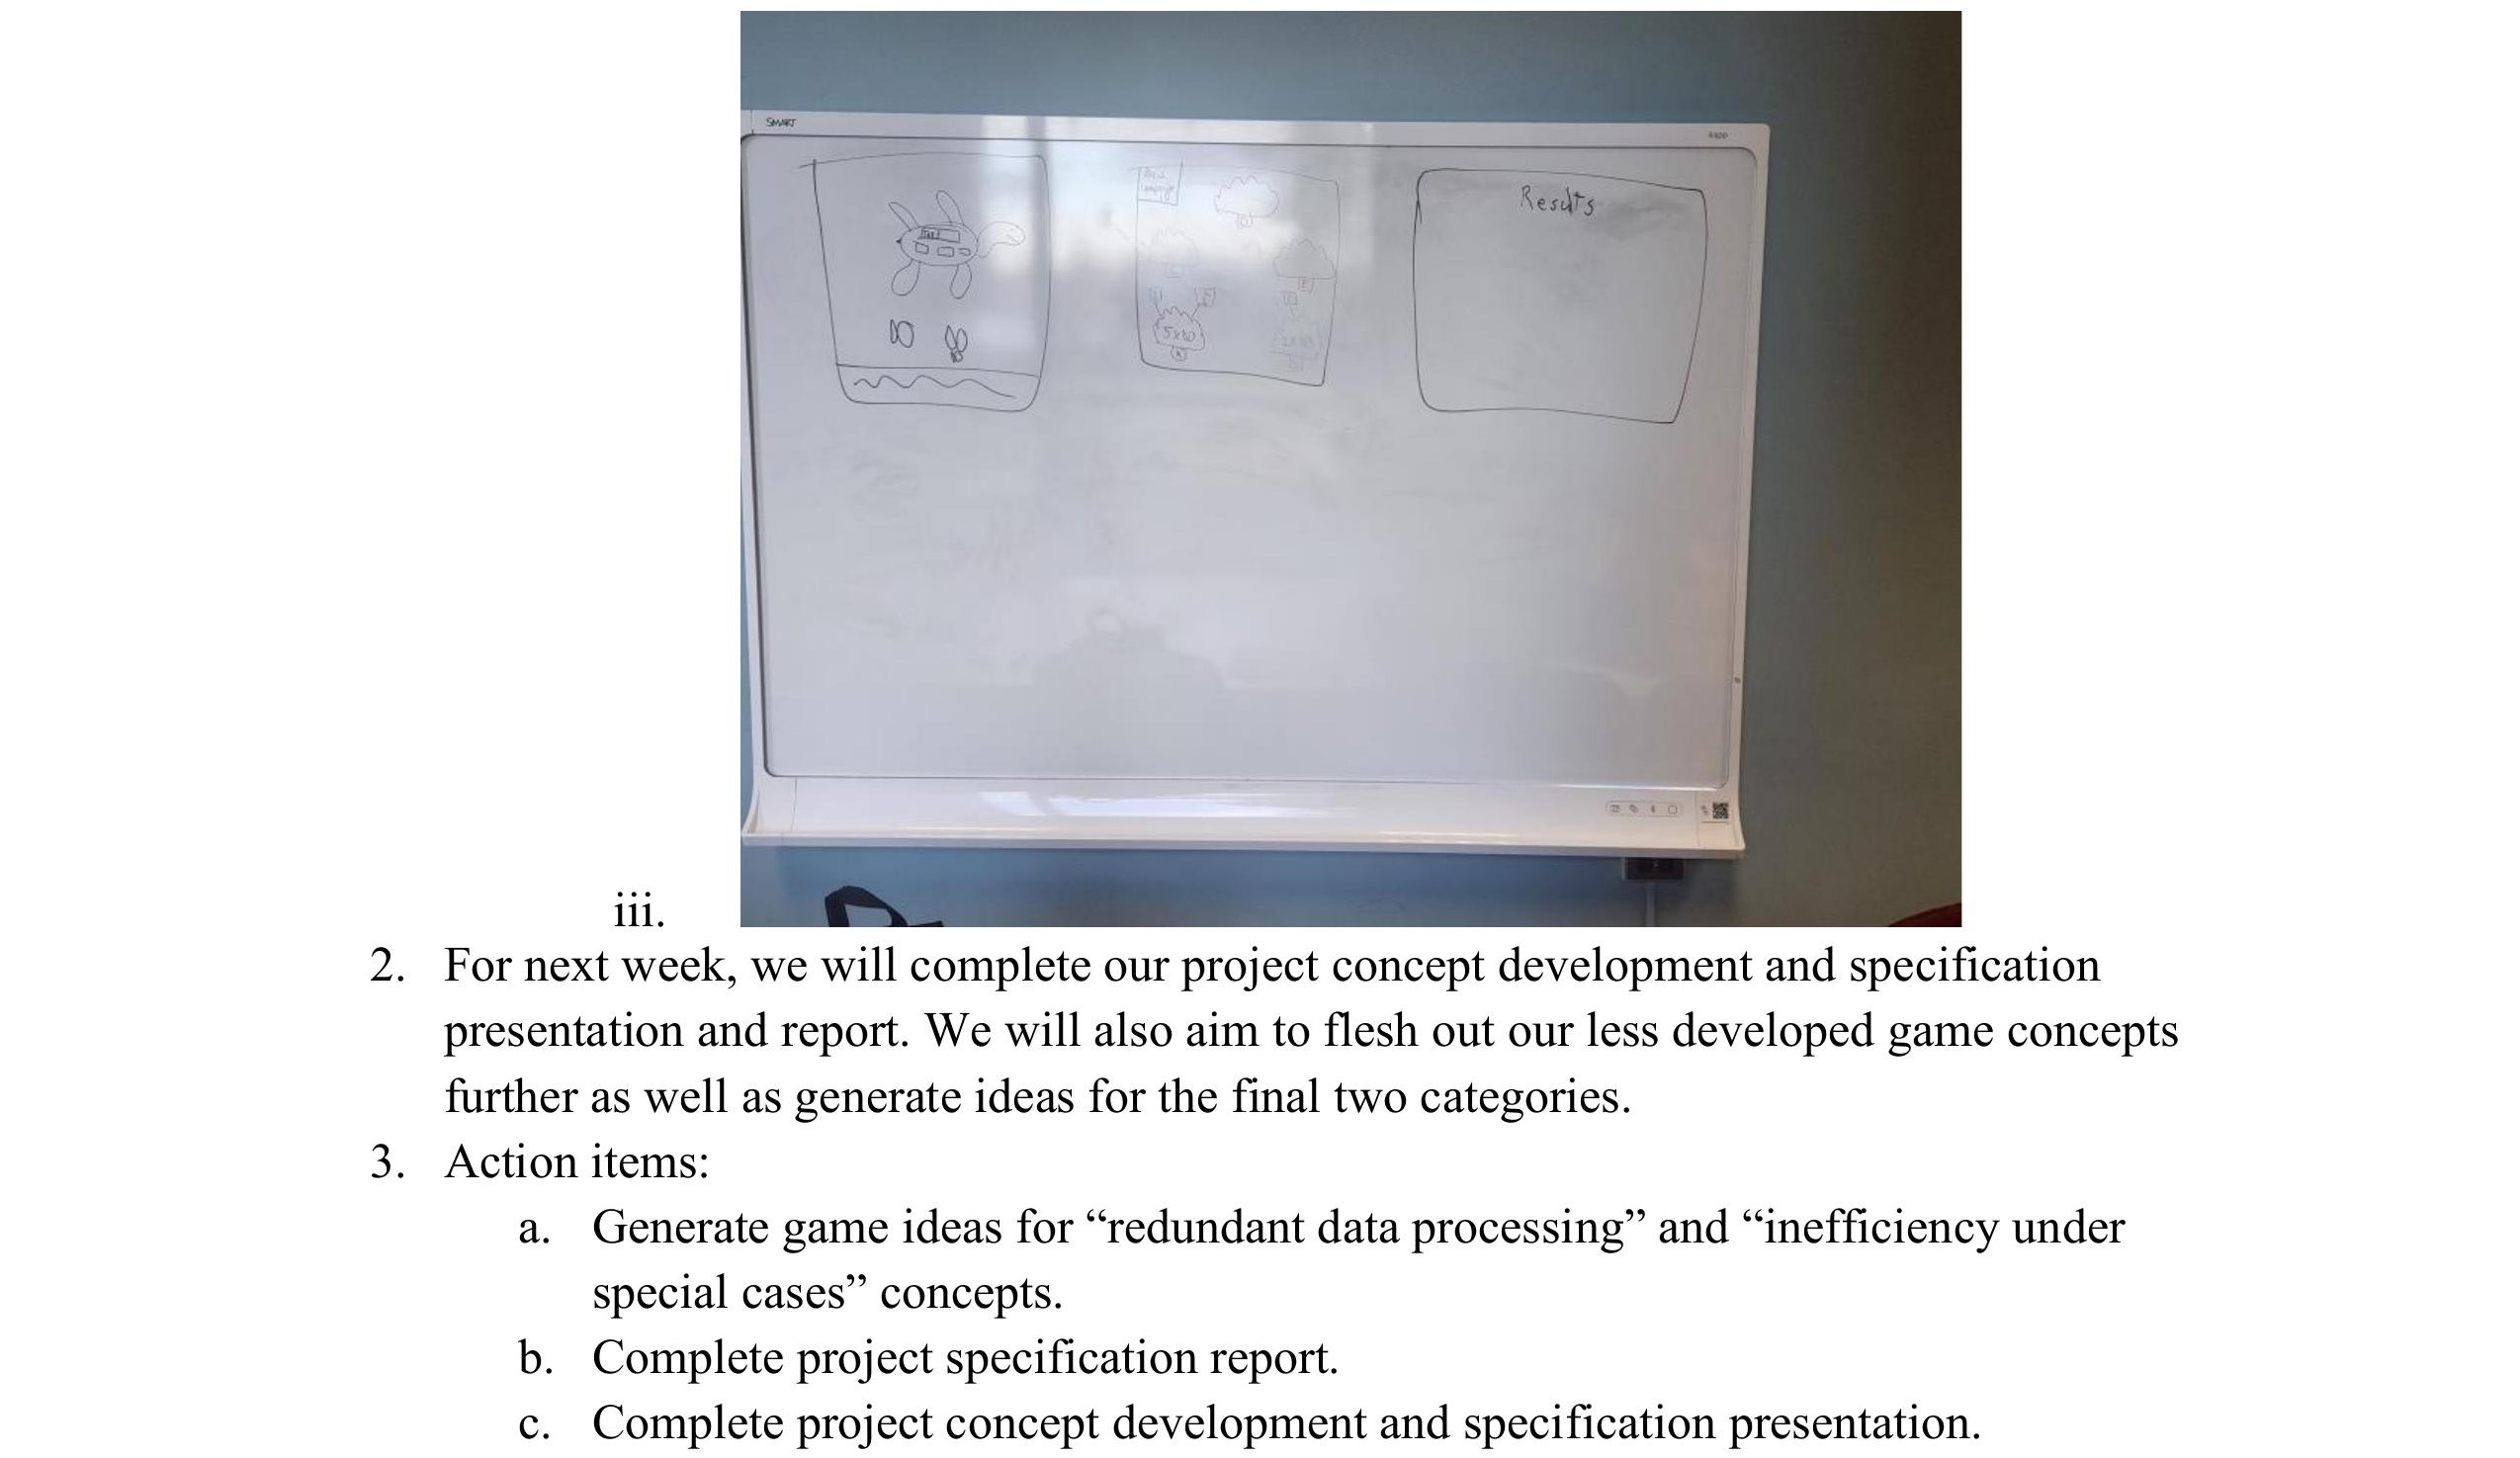 SMART
Results
5x10
A
iii.
2. For next week, we will complete our project concept development and specification
presentation and report. We will also aim to flesh out our less developed game concepts
further as well as generate ideas for the final two categories.
3. Action items:
a. Generate game ideas for “redundant data processing” and “inefficiency under
special cases” concepts.
b. Complete project specification report.
c. Complete project concept development and specification presentation.